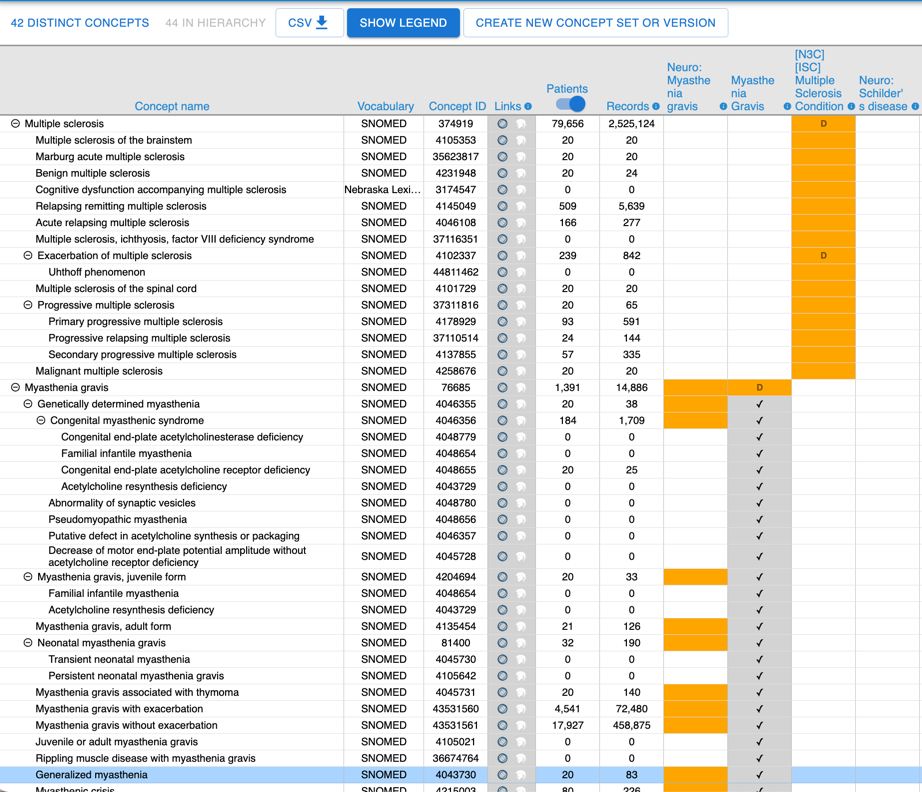 42 DISTINCT CONCEPTS 44 IN HIERARCHY CSV SHOW LEGEND CREATE NEW CONCEPT SET OR VERSION
Concept name Vocabulary Concept ID Links Patients Records Neuro: Myasthe nia gravis Myasthe nia Gravis [N3C] [ISC] Multiple Sclerosis Condition Neuro: Schilder' s disease
Multiple sclerosis SNOMED 374919 79,656 2,525,124 D
Multiple sclerosis of the brainstem SNOMED 4105353 20 20
Marburg acute multiple sclerosis SNOMED 35623817 20 20
Benign multiple sclerosis SNOMED 4231948 20 24
Cognitive dysfunction accompanying multiple sclerosis Nebraska Lexi... 3174547 0 0
Relapsing remitting multiple sclerosis SNOMED 4145049 509 5,639
Acute relapsing multiple sclerosis SNOMED 4046108 166 277
Multiple sclerosis, ichthyosis, factor VIII deficiency syndrome SNOMED 37116351 0 0
Exacerbation of multiple sclerosis SNOMED 4102337 239 842 D
Uhthoff phenomenon SNOMED 44811462 0 0
Multiple sclerosis of the spinal cord SNOMED 4101729 20 20
Progressive multiple sclerosis SNOMED 37311816 20 65
Primary progressive multiple sclerosis SNOMED 4178929 93 591
Progressive relapsing multiple sclerosis SNOMED 37110514 24 144
Secondary progressive multiple sclerosis SNOMED 4137855 57 335
Malignant multiple sclerosis SNOMED 4258676 20 20
Myasthenia gravis SNOMED 76685 1,391 14,886 D
Genetically determined myasthenia SNOMED 4046355 20 38 ✓
Congenital myasthenic syndrome SNOMED 4046356 184 1,709 ✓
Congenital end-plate acetylcholinesterase deficiency SNOMED 4048779 0 0 ✓
Familial infantile myasthenia SNOMED 4048654 0 0 ✓
Congenital end-plate acetylcholine receptor deficiency SNOMED 4048655 20 25 ✓
Acetylcholine resynthesis deficiency SNOMED 4043729 0 0 ✓
Abnormality of synaptic vesicles SNOMED 4048780 0 0 ✓
Pseudomyopathic myasthenia SNOMED 4048656 0 0 ✓
Putative defect in acetylcholine synthesis or packaging SNOMED 4046357 0 0 ✓
Decrease of motor end-plate potential amplitude without
acetylcholine receptor deficiency SNOMED 4045728 0 0 ✓
Myasthenia gravis, juvenile form SNOMED 4204694 20 33 ✓
Familial infantile myasthenia SNOMED 4048654 0 0 ✓
Acetylcholine resynthesis deficiency SNOMED 4043729 0 0 ✓
Myasthenia gravis, adult form SNOMED 4135454 21 126 ✓
Neonatal myasthenia gravis SNOMED 81400 32 190 ✓
Transient neonatal myasthenia SNOMED 4045730 0 0 ✓
Persistent neonatal myasthenia gravis SNOMED 4105642 0 0 ✓
Myasthenia gravis associated with thymoma SNOMED 4045731 20 140 ✓
Myasthenia gravis with exacerbation SNOMED 43531560 4,541 72,480 ✓
Myasthenia gravis without exacerbation SNOMED 43531561 17,927 458,875 ✓
Juvenile or adult myasthenia gravis SNOMED 4105021 0 0 ✓
Rippling muscle disease with myasthenia gravis SNOMED 36674764 0 0 ✓
Generalized myasthenia SNOMED 4043730 20 83 ✓
Myasthenic crisis SNOMED 4215003 80 226 ✓